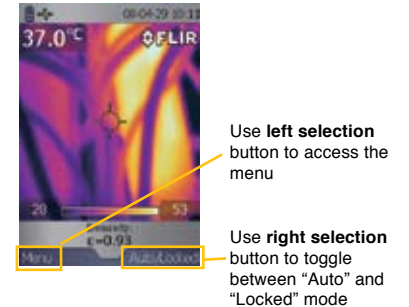 08-04-29 10:11
37.0°C
FLIR
28
53
Emissivity:
ε=0.93
Menu
Auto/Locked
Use left selection
button to access the
menu
Use right selection
button to toggle
between “Auto” and
“Locked” mode